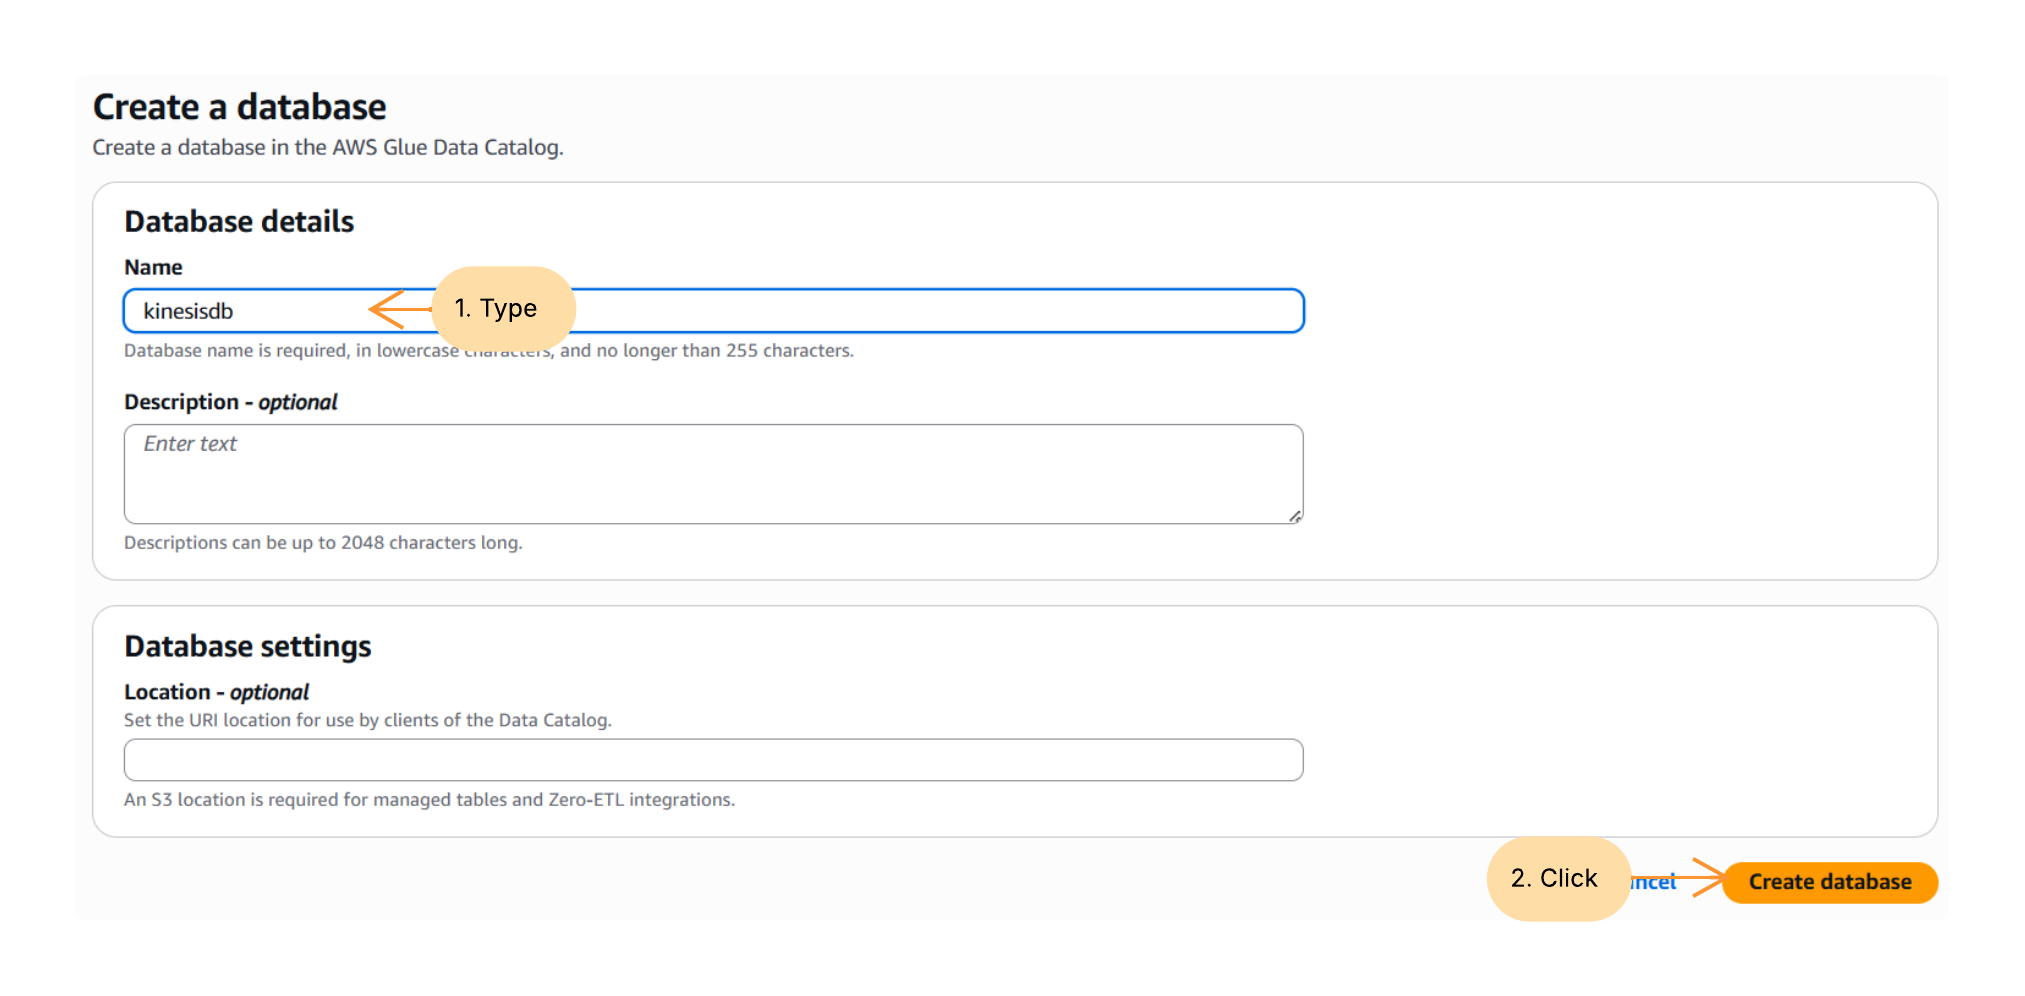 Create a database
Create a database in the AWS Glue Data Catalog.
Database details
Name
kinesisdb
1. Type
Database name is required, in lowercase characters, and no longer than 255 characters.
Description - optional
Enter text
Descriptions can be up to 2048 characters long.
Database settings
Location - optional
Set the URI location for use by clients of the Data Catalog.
An S3 location is required for managed tables and Zero-ETL integrations.
2. Click
Create database